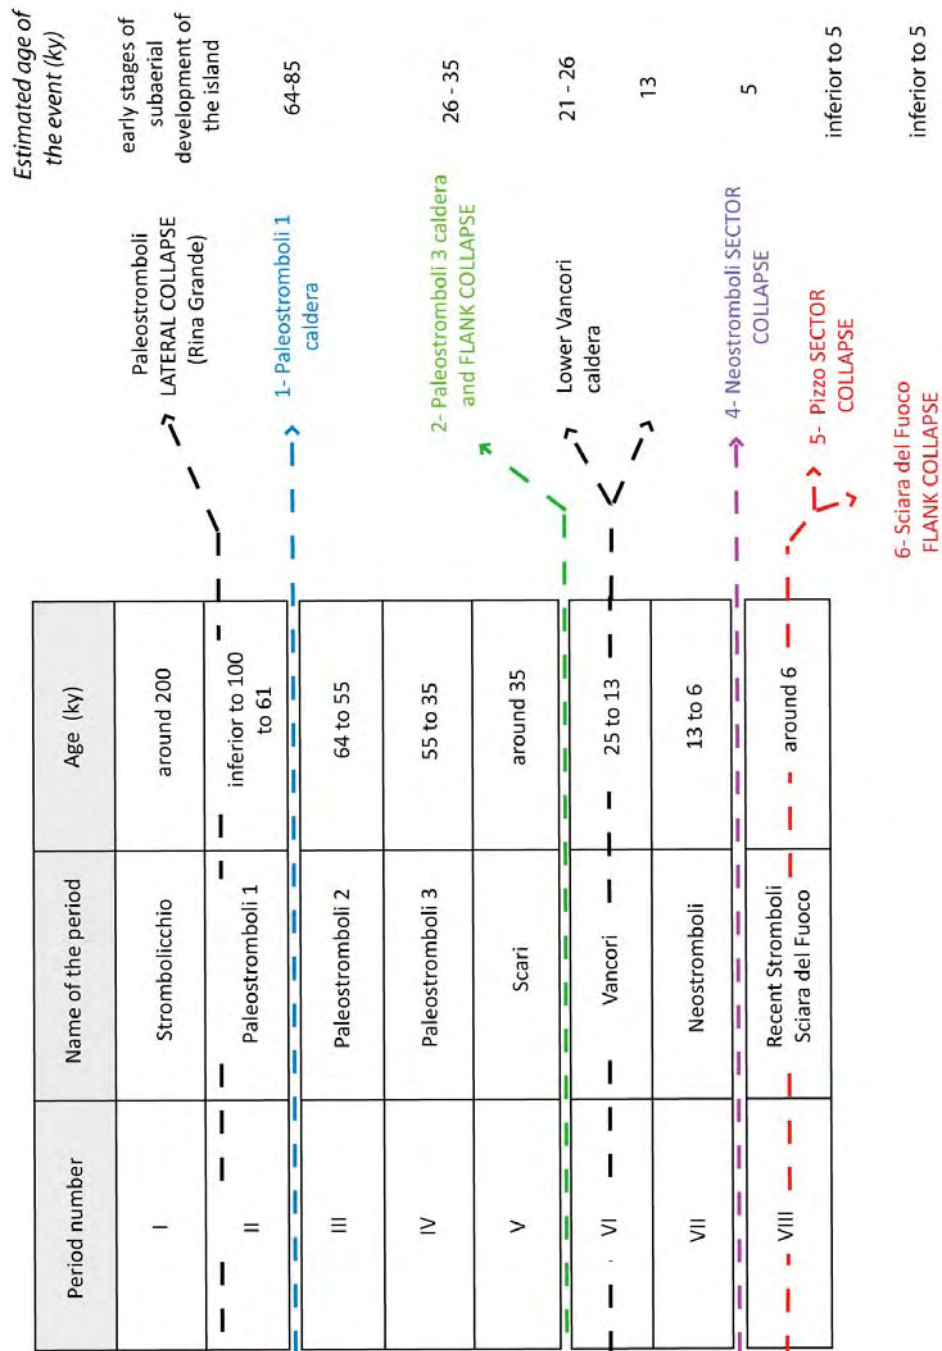 Period number
Name of the period
Age (ky)
Estimated age of
the event (ky)
I
Strombolicchio
around 200
II
Paleostromboli 1
inferior to 100
to 61
Paleostromboli
LATERAL COLLAPSE
(Rina Grande)
early stages of
subaerial
development of
the island
1- Paleostromboli 1
caldera
64-85
III
Paleostromboli 2
64 to 55
IV
Paleostromboli 3
55 to 35
V
Scari
around 35
2- Paleostromboli 3 caldera
and FLANK COLLAPSE
26 - 35
VI
Vancori
25 to 13
Lower Vancori
caldera
21 - 26
13
VII
Neostromboli
13 to 6
4- Neostromboli SECTOR
COLLAPSE
5
VIII
Recent Stromboli
Sciara del Fuoco
around 6
5- Pizzo SECTOR
COLLAPSE
inferior to 5
6- Sciara del Fuoco
FLANK COLLAPSE
inferior to 5